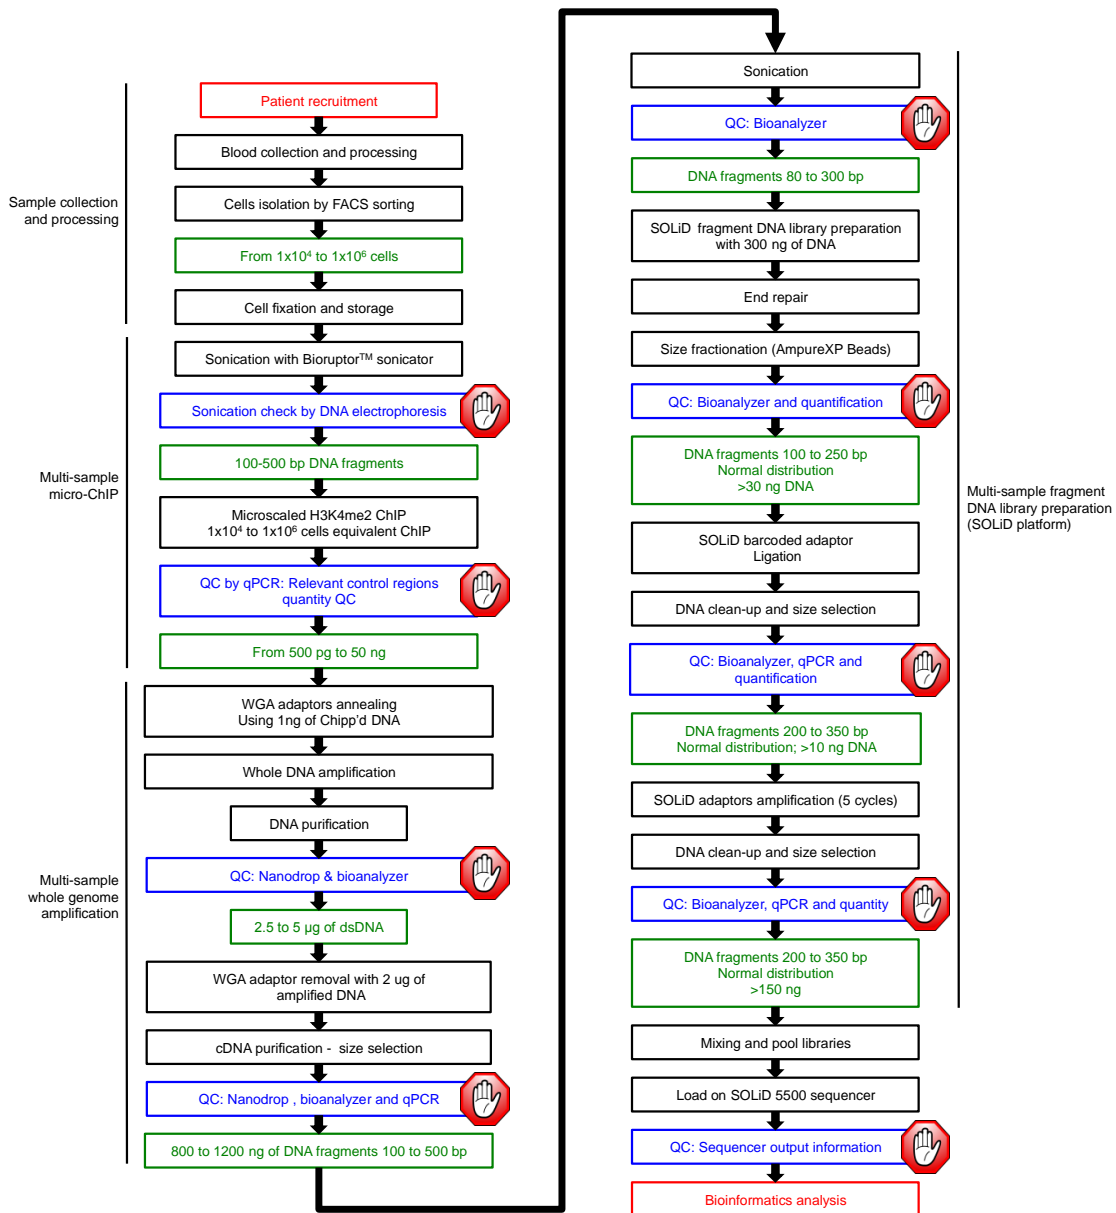 Patient recruitment
Blood collection and processing
Cells isolation by FACS sorting
From 1x10⁴ to 1x10⁶ cells
Cell fixation and storage
Sample collection
and processing
Sonication with Bioruptor™ sonicator
Sonication check by DNA electrophoresis
100-500 bp DNA fragments
Microscaled H3K4me2 ChIP
1x10⁴ to 1x10⁶ cells equivalent ChIP
QC by qPCR: Relevant control regions
quantity QC
From 500 pg to 50 ng
Multi-sample
micro-ChIP
WGA adaptors annealing
Using 1ng of Chipp'd DNA
Whole DNA amplification
DNA purification
QC: Nanodrop & bioanalyzer
2.5 to 5 µg of dsDNA
WGA adaptor removal with 2 ug of
amplified DNA
cDNA purification - size selection
QC: Nanodrop , bioanalyzer and qPCR
800 to 1200 ng of DNA fragments 100 to 500 bp
Multi-sample
whole genome
amplification
Sonication
QC: Bioanalyzer
DNA fragments 80 to 300 bp
SOLiD fragment DNA library preparation
with 300 ng of DNA
End repair
Size fractionation (AmpureXP Beads)
QC: Bioanalyzer and quantification
DNA fragments 100 to 250 bp
Normal distribution
>30 ng DNA
SOLiD barcoded adaptor
Ligation
DNA clean-up and size selection
QC: Bioanalyzer, qPCR and
quantification
DNA fragments 200 to 350 bp
Normal distribution; >10 ng DNA
SOLiD adaptors amplification (5 cycles)
DNA clean-up and size selection
QC: Bioanalyzer, qPCR and quantity
DNA fragments 200 to 350 bp
Normal distribution
>150 ng
Multi-sample fragment
DNA library preparation
(SOLiD platform)
Mixing and pool libraries
Load on SOLiD 5500 sequencer
QC: Sequencer output information
Bioinformatics analysis